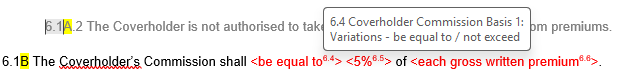 6.1A.2 The Coverholder is not authorised to
6.4 Coverholder Commission Basis 1:
Variations - be equal to / not exceed
om premiums.
6.1B The Coverholder's Commission shall <be equal to⁶·⁴> <5%⁶·⁵> of <each gross written premium⁶·⁶>.